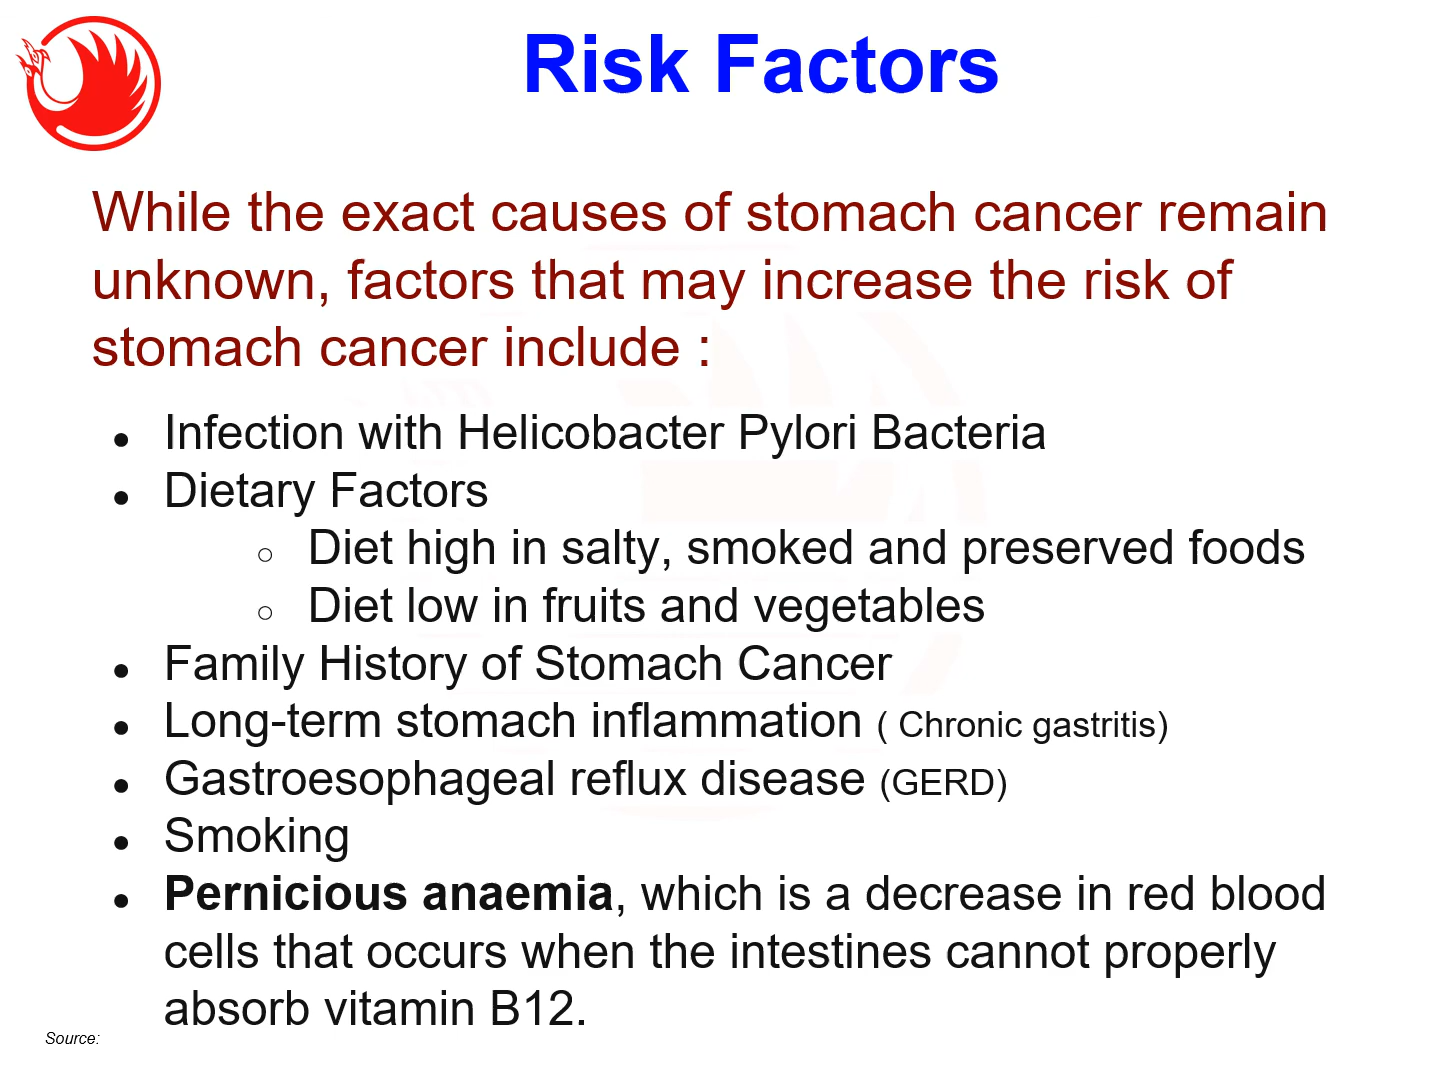 Risk Factors
While the exact causes of stomach cancer remain
unknown, factors that may increase the risk of
stomach cancer include :
● Infection with Helicobacter Pylori Bacteria
● Dietary Factors
○ Diet high in salty, smoked and preserved foods
○ Diet low in fruits and vegetables
● Family History of Stomach Cancer
● Long-term stomach inflammation ( Chronic gastritis)
● Gastroesophageal reflux disease (GERD)
● Smoking
● Pernicious anaemia, which is a decrease in red blood
cells that occurs when the intestines cannot properly
absorb vitamin B12.
Source: